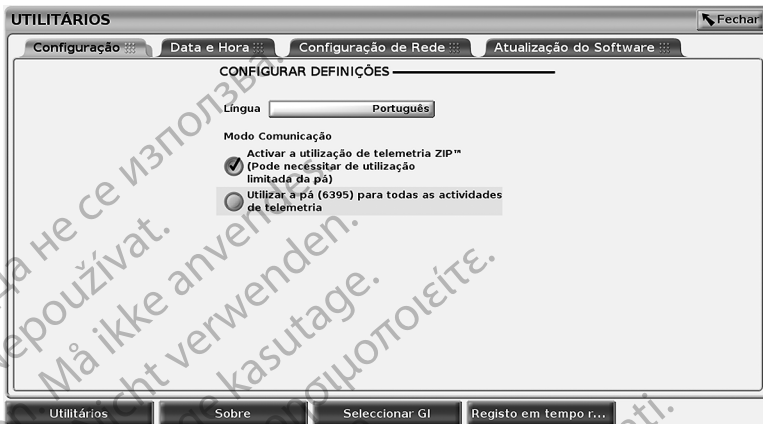 UTILITÁRIOS
Fechar
Configuração
Data e Hora
Configuração de Rede
Atualização do Software
CONFIGURAR DEFINIÇÕES
Língua
Português
Modo Comunicação
Activar a utilização de telemetria ZIP™
(Pode necessitar de utilização
limitada da pá)
Utilizar a pá (6395) para todas as actividades
de telemetria
да не се използва.
Nepoužívat.
Må ikke anvendes.
nicht verwenden.
kasutage.
χρησιμοποιείτε.
Utilitários
Sobre
Seleccionar GI
Registo em tempo r...